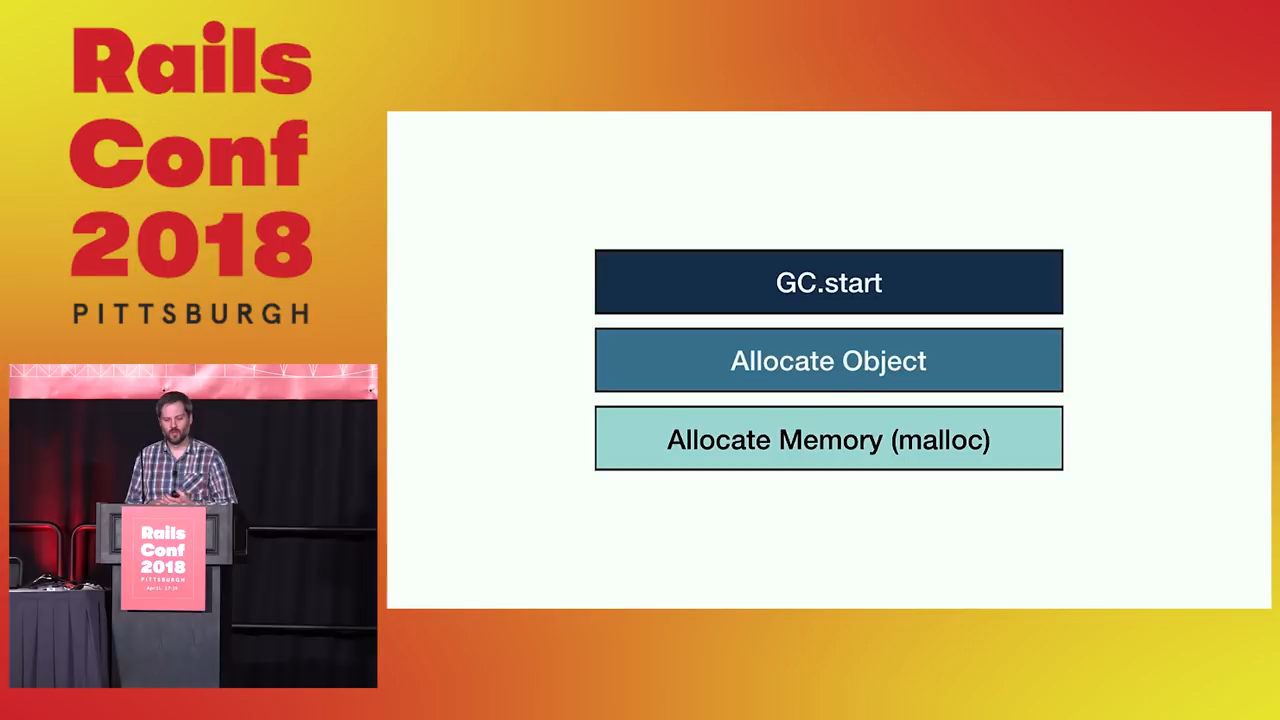 Rails
Conf
2018
PITTSBURGH
GC.start
Allocate Object
Allocate Memory (malloc)
Rails
Conf
2018
PITTSBURGH